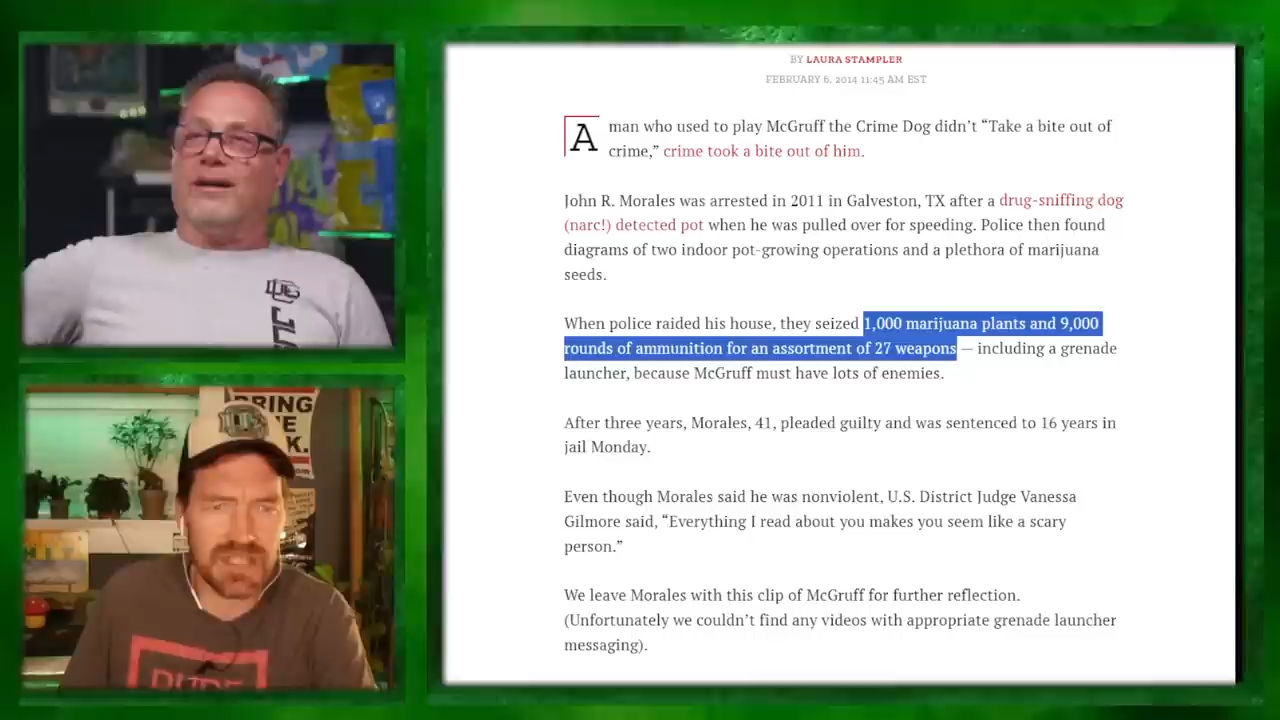 BY LAURA STAMPLER
FEBRUARY 6, 2014 11:45 AM EST
A man who used to play McGruff the Crime Dog didn’t “Take a bite out of
crime,” crime took a bite out of him.
John R. Morales was arrested in 2011 in Galveston, TX after a drug-sniffing dog
(narc!) detected pot when he was pulled over for speeding. Police then found
diagrams of two indoor pot-growing operations and a plethora of marijuana
seeds.
When police raided his house, they seized 1,000 marijuana plants and 9,000
rounds of ammunition for an assortment of 27 weapons — including a grenade
launcher, because McGruff must have lots of enemies.
After three years, Morales, 41, pleaded guilty and was sentenced to 16 years in
jail Monday.
Even though Morales said he was nonviolent, U.S. District Judge Vanessa
Gilmore said, “Everything I read about you makes you seem like a scary
person.”
We leave Morales with this clip of McGruff for further reflection.
(Unfortunately we couldn’t find any videos with appropriate grenade launcher
messaging).
DUG
BRING
K.
DUDE